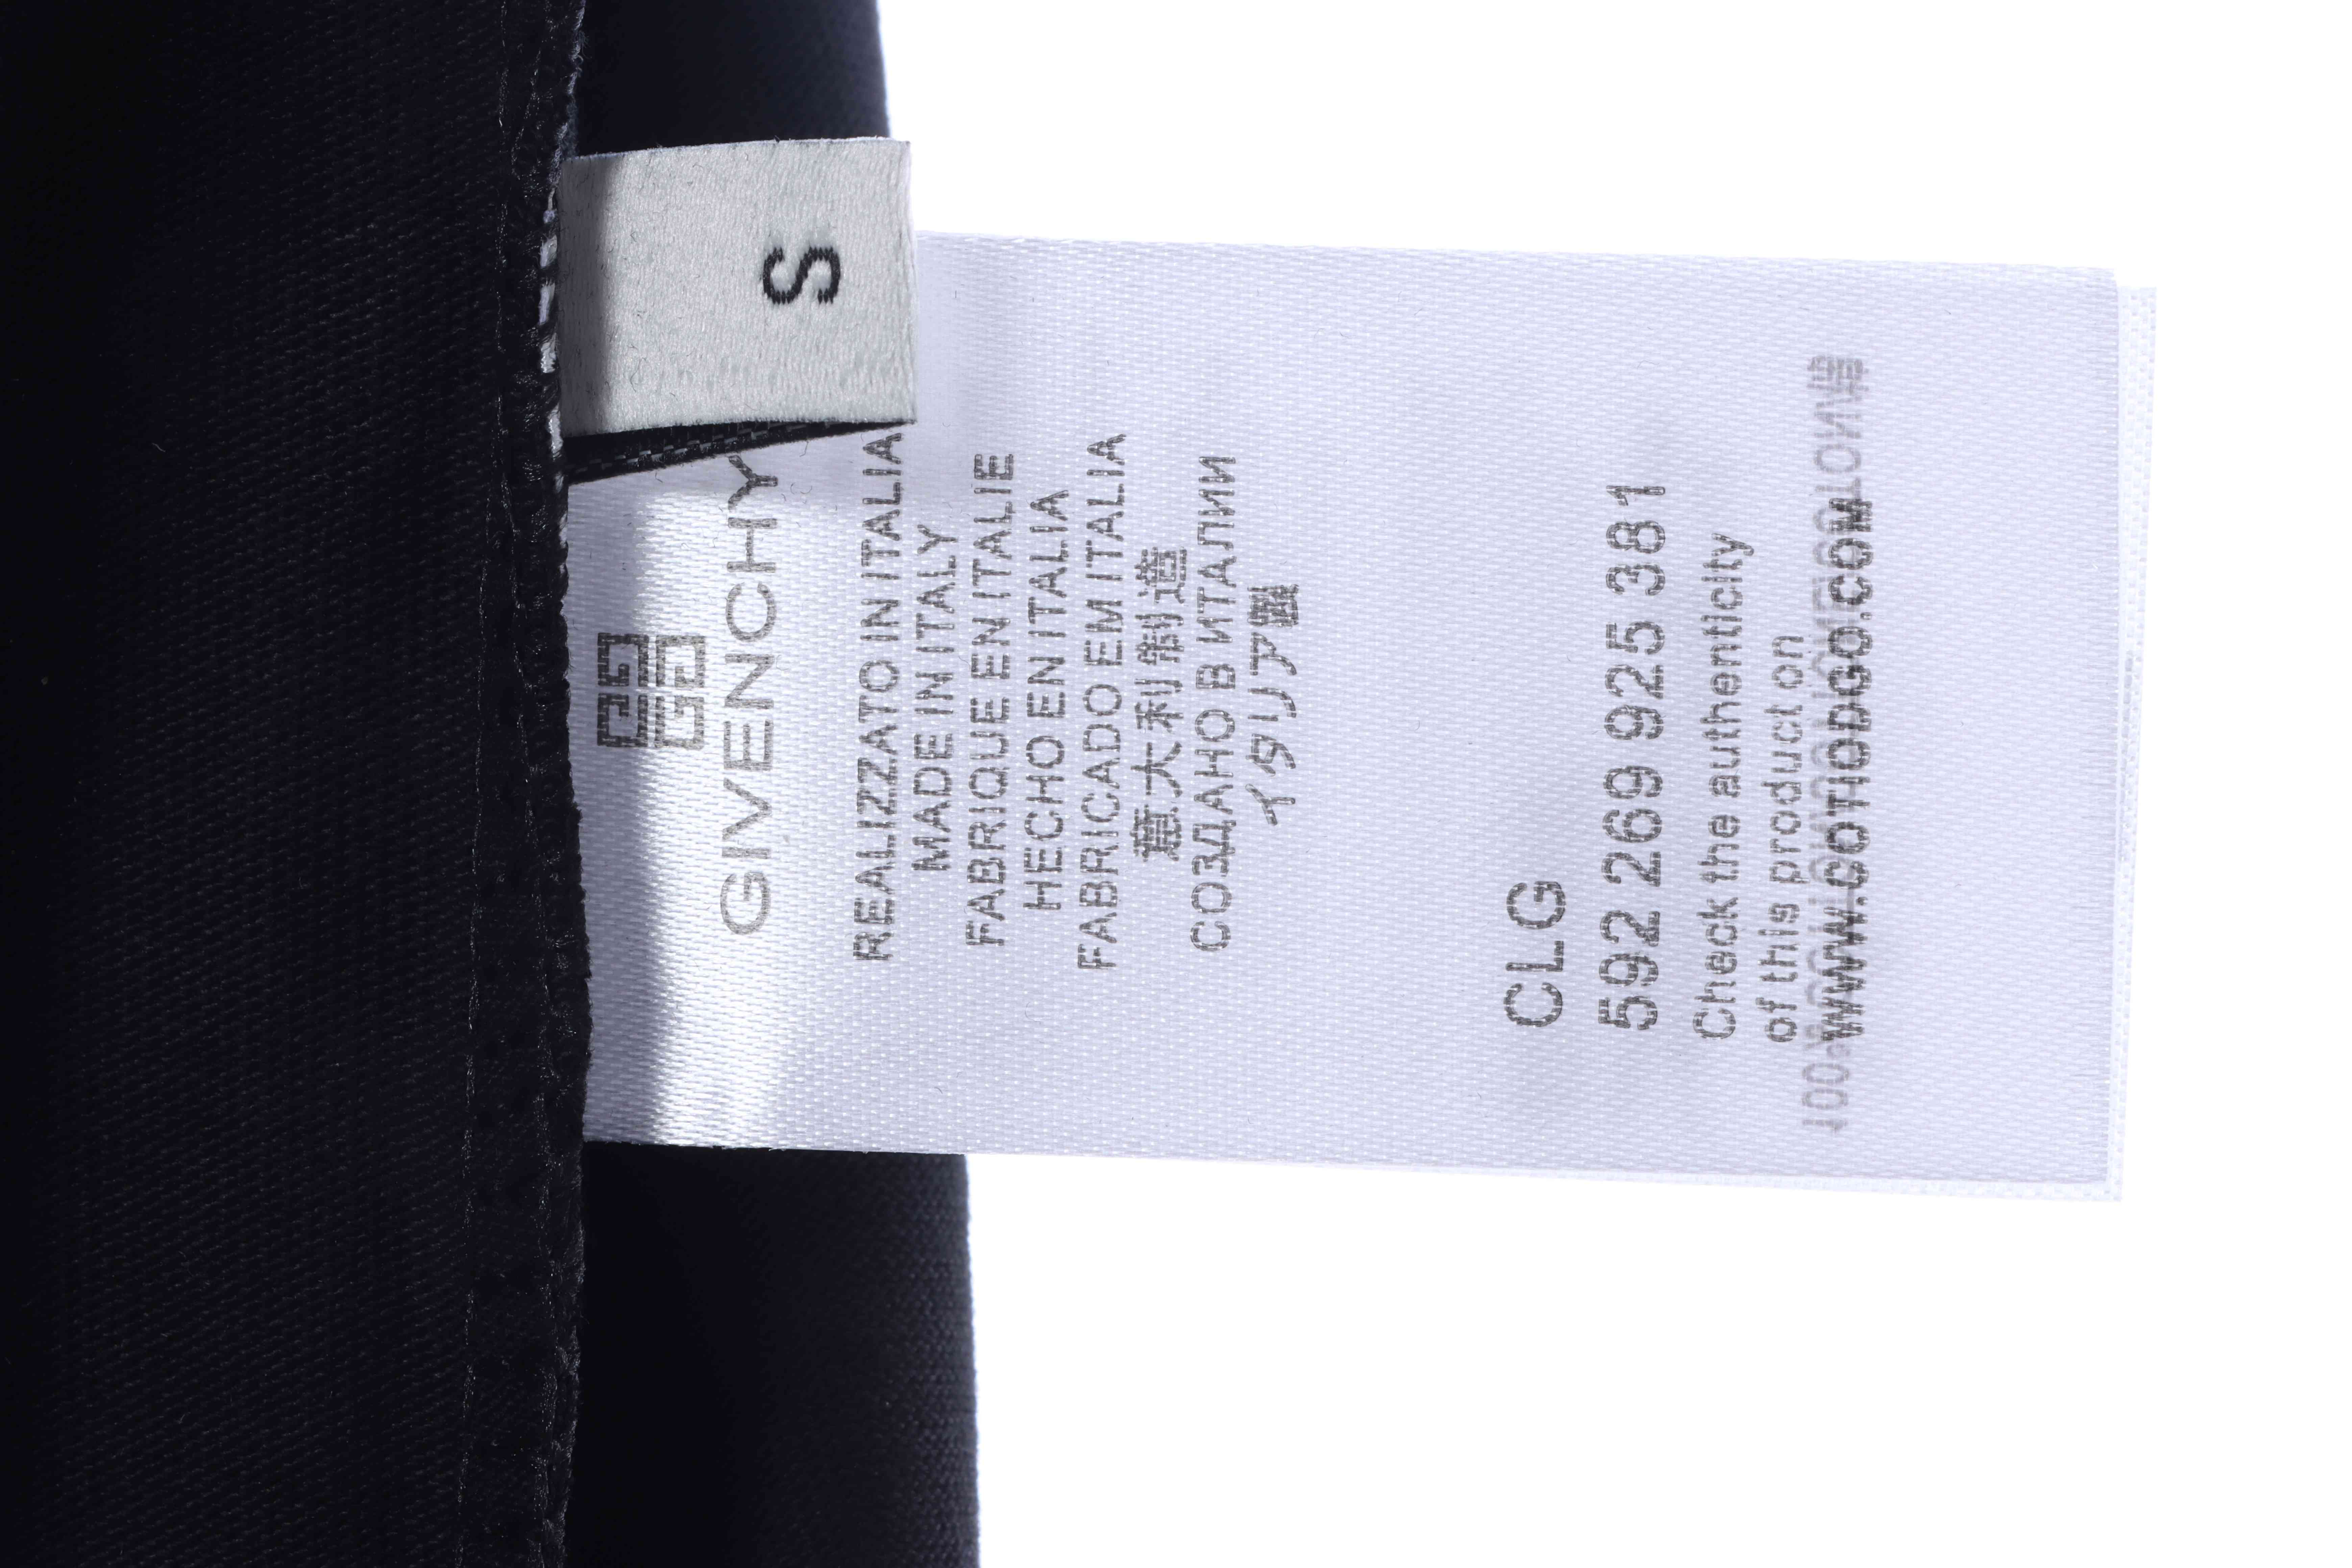 S
GIVENCHY
REALIZZATO IN ITALIA
MADE IN ITALY
FABRIQUE EN ITALIE
HECHO EN ITALIA
FABRICADO EM ITALIA
意大利制造
СОЗДАНО В ИТАЛИИ
イタリア製
CLG
592 269 925 381
Check the authenticity
of this product on
WWW.COTIODGO.COM